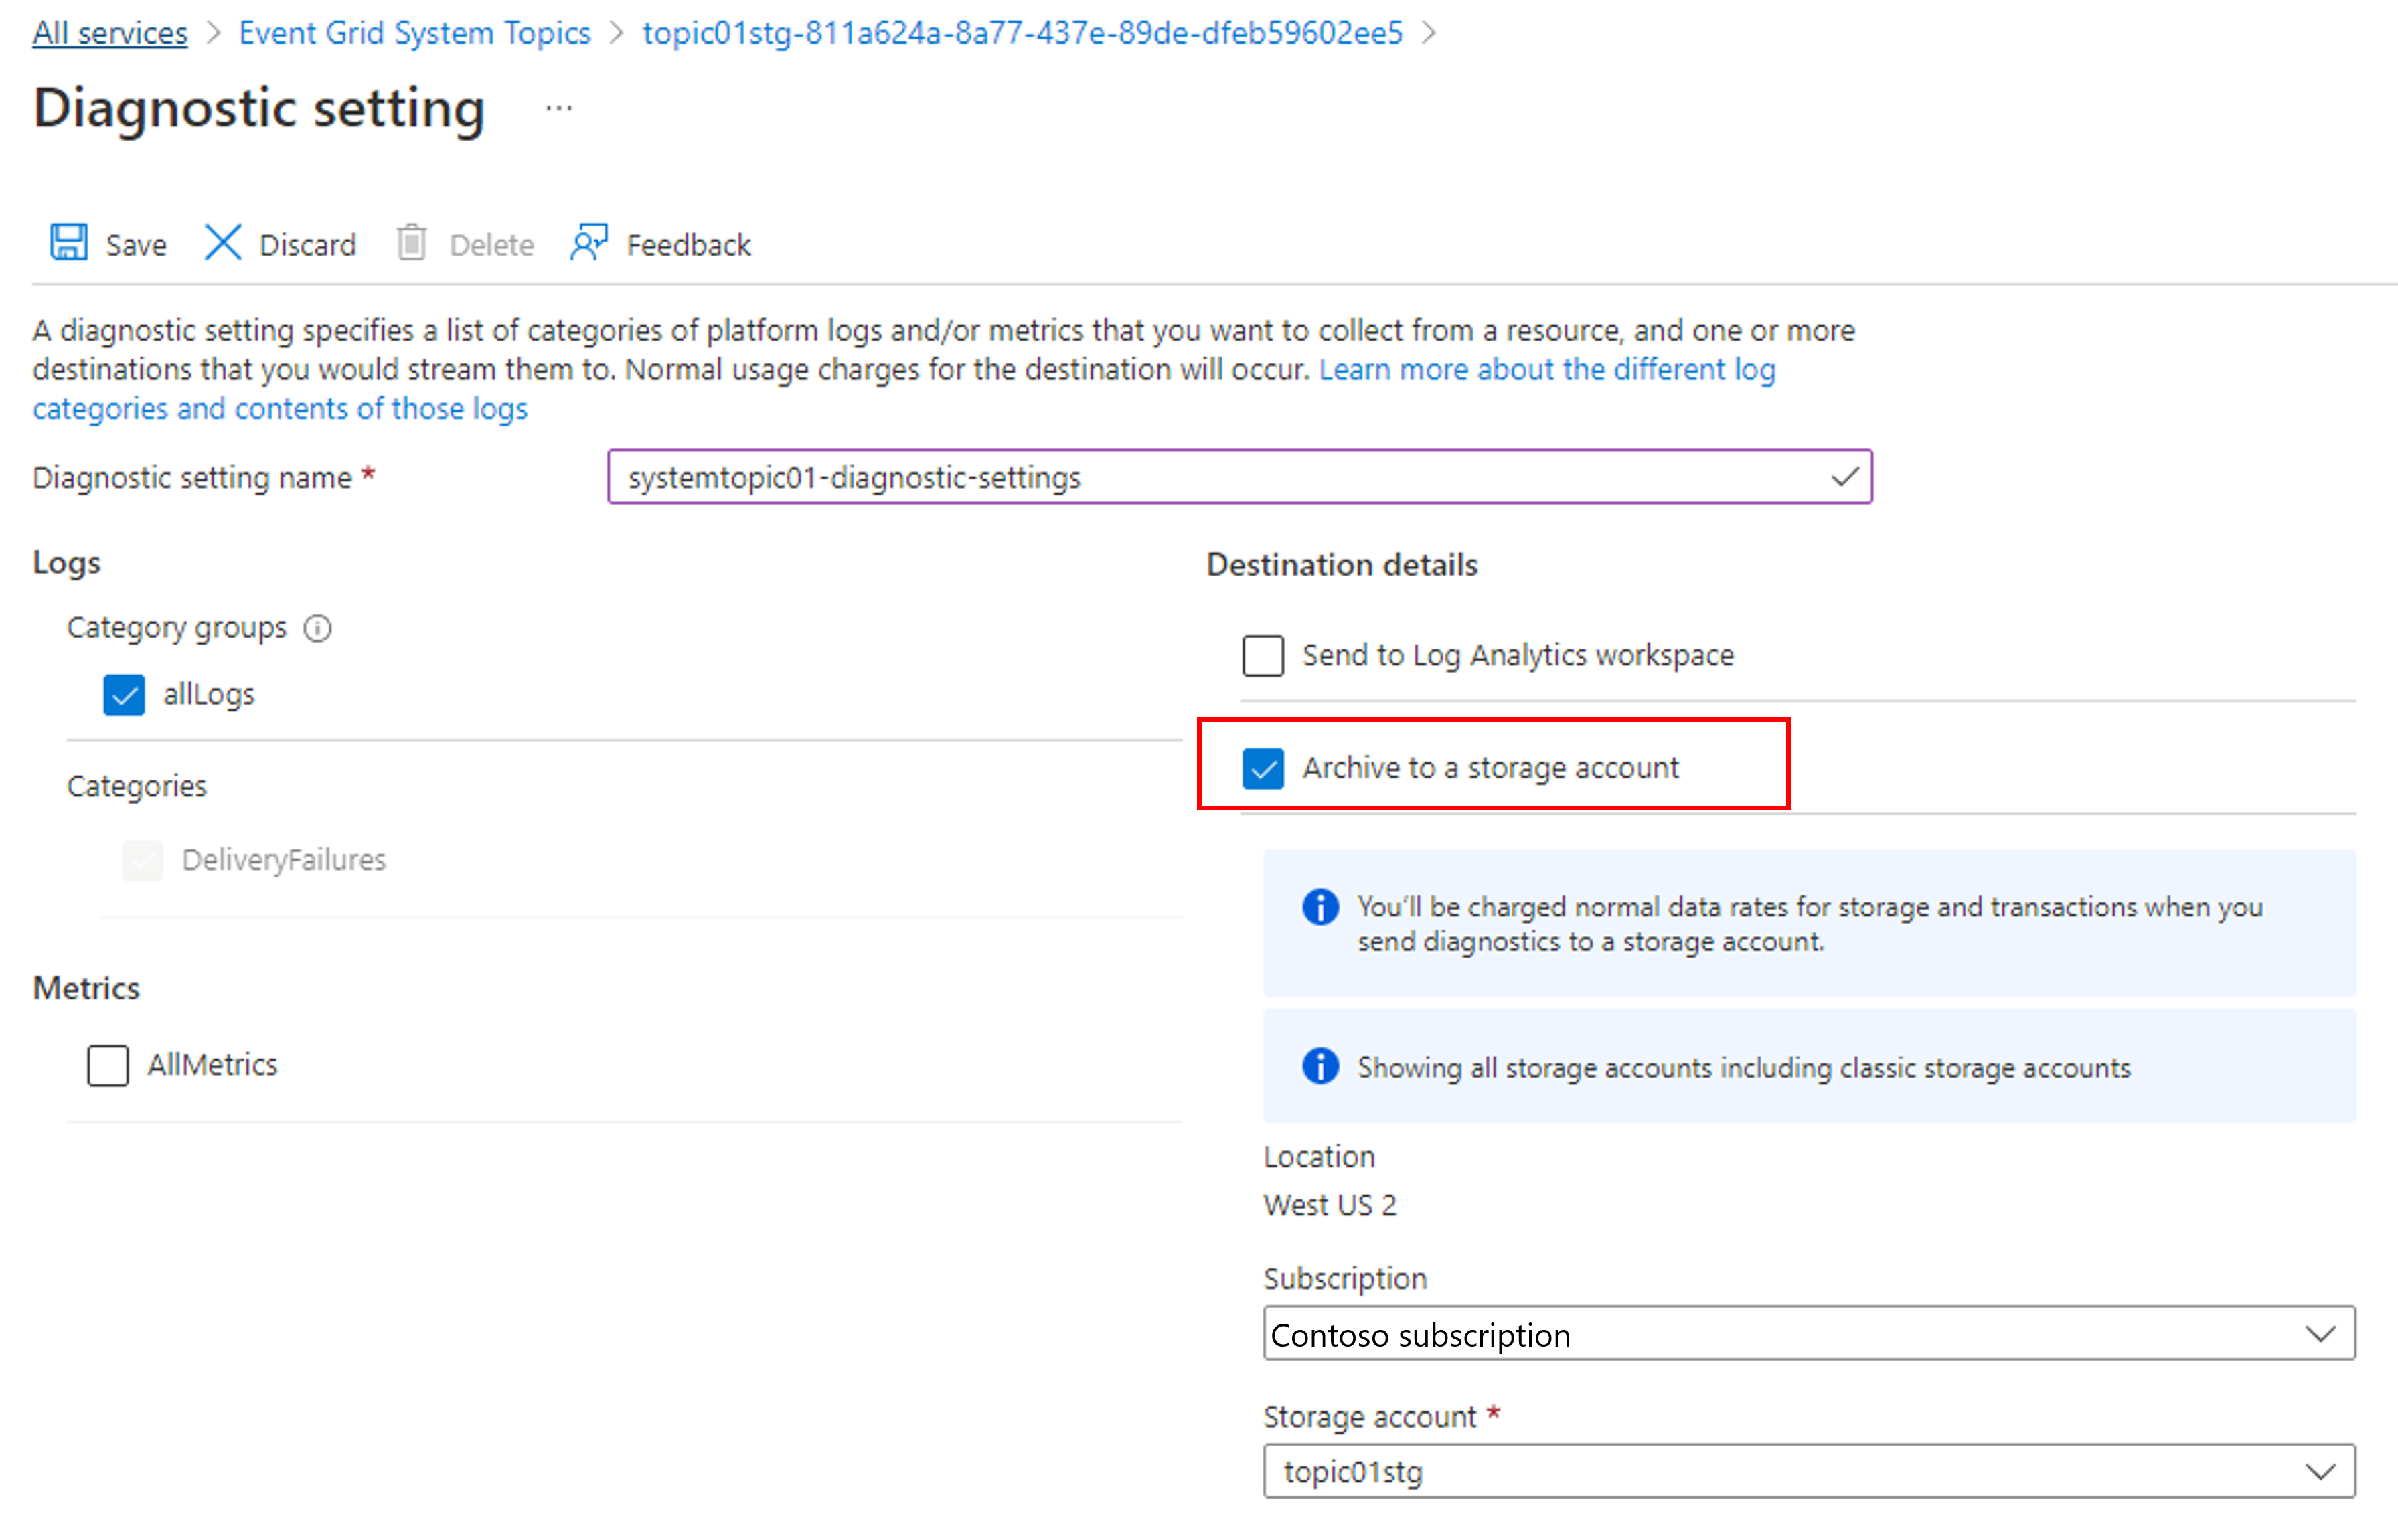 All services > Event Grid System Topics > topic01stg-811a624a-8a77-437e-89de-dfeb59602ee5 >
Diagnostic setting ...
Save Discard Delete Feedback
A diagnostic setting specifies a list of categories of platform logs and/or metrics that you want to collect from a resource, and one or more
destinations that you would stream them to. Normal usage charges for the destination will occur. Learn more about the different log
categories and contents of those logs
Diagnostic setting name *
systemtopic01-diagnostic-settings
Logs
Category groups
allLogs
Categories
DeliveryFailures
Metrics
AllMetrics
Destination details
Send to Log Analytics workspace
Archive to a storage account
You'll be charged normal data rates for storage and transactions when you
send diagnostics to a storage account.
Showing all storage accounts including classic storage accounts
Location
West US 2
Subscription
Contoso subscription
Storage account *
topic01stg